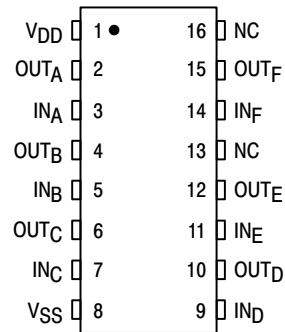 VDD 1 16 NC
OUTA 2 15 OUTF
INA 3 14 INF
OUTB 4 13 NC
INB 5 12 OUTE
OUTC 6 11 INE
INC 7 10 OUTD
VSS 8 9 IND